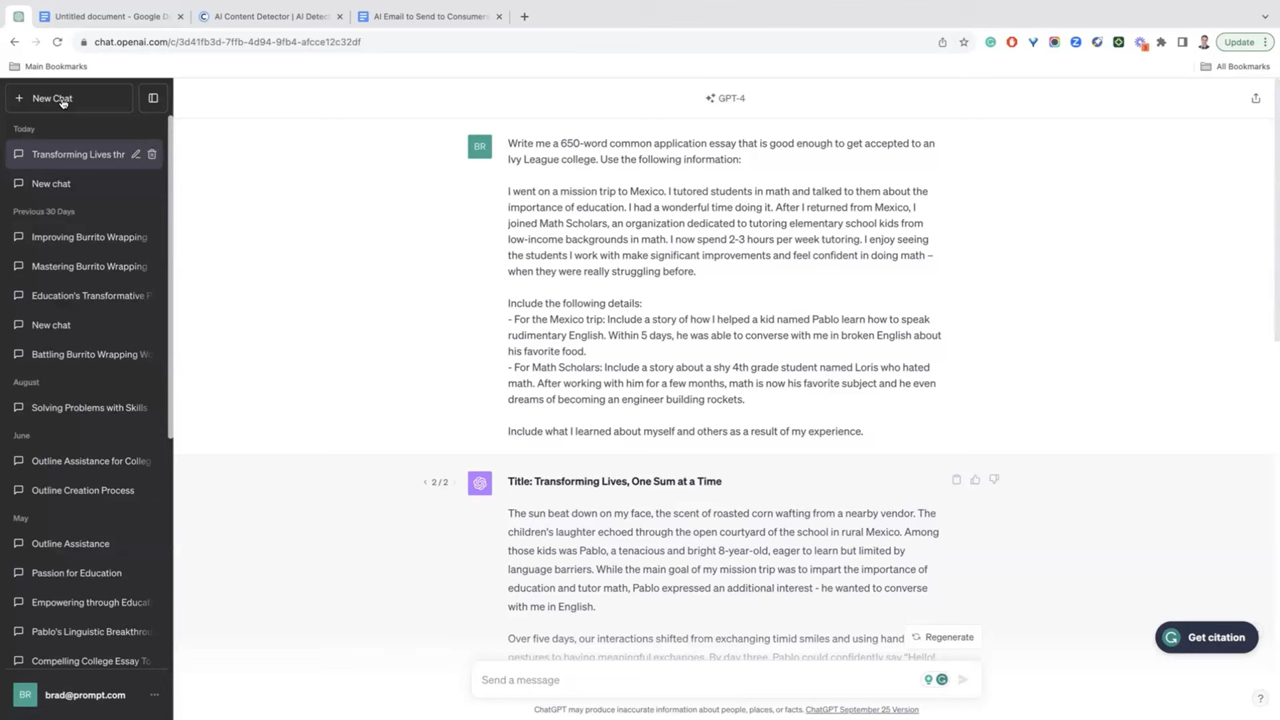 Untitled document - Google D
AI Content Detector | AI Detec
AI Email to Send to Consumers
chat.openai.com/c/3d41fb3d-7ffb-4d94-9fb4-afcce12c32df
Update
Main Bookmarks
All Bookmarks
New Chat
Today
Transforming Lives thr
New chat
Previous 30 Days
Improving Burrito Wrapping
Mastering Burrito Wrapping
Education's Transformative P
New chat
Battling Burrito Wrapping Wo
August
Solving Problems with Skills
June
Outline Assistance for Colleg
Outline Creation Process
May
Outline Assistance
Passion for Education
Empowering through Educat
Pablo's Linguistic Breakthrou
Compelling College Essay To
BR
brad@prompt.com
GPT-4
BR
Write me a 650-word common application essay that is good enough to get accepted to an
Ivy League college. Use the following information:
I went on a mission trip to Mexico. I tutored students in math and talked to them about the
importance of education. I had a wonderful time doing it. After I returned from Mexico, I
joined Math Scholars, an organization dedicated to tutoring elementary school kids from
low-income backgrounds in math. I now spend 2-3 hours per week tutoring. I enjoy seeing
the students I work with make significant improvements and feel confident in doing math –
when they were really struggling before.
Include the following details:
- For the Mexico trip: Include a story of how I helped a kid named Pablo learn how to speak
rudimentary English. Within 5 days, he was able to converse with me in broken English about
his favorite food.
- For Math Scholars: Include a story about a shy 4th grade student named Loris who hated
math. After working with him for a few months, math is now his favorite subject and he even
dreams of becoming an engineer building rockets.
Include what I learned about myself and others as a result of my experience.
2 / 2
Title: Transforming Lives, One Sum at a Time
The sun beat down on my face, the scent of roasted corn wafting from a nearby vendor. The
children's laughter echoed through the open courtyard of the school in rural Mexico. Among
those kids was Pablo, a tenacious and bright 8-year-old, eager to learn but limited by
language barriers. While the main goal of my mission trip was to impart the importance of
education and tutor math, Pablo expressed an additional interest - he wanted to converse
with me in English.
Over five days, our interactions shifted from exchanging timid smiles and using hand
gestures to having meaningful exchanges. By day three, Pablo could confidently say "Hello!
Regenerate
Get citation
Send a message
ChatGPT may produce inaccurate information about people, places, or facts. ChatGPT September 25 Version
?